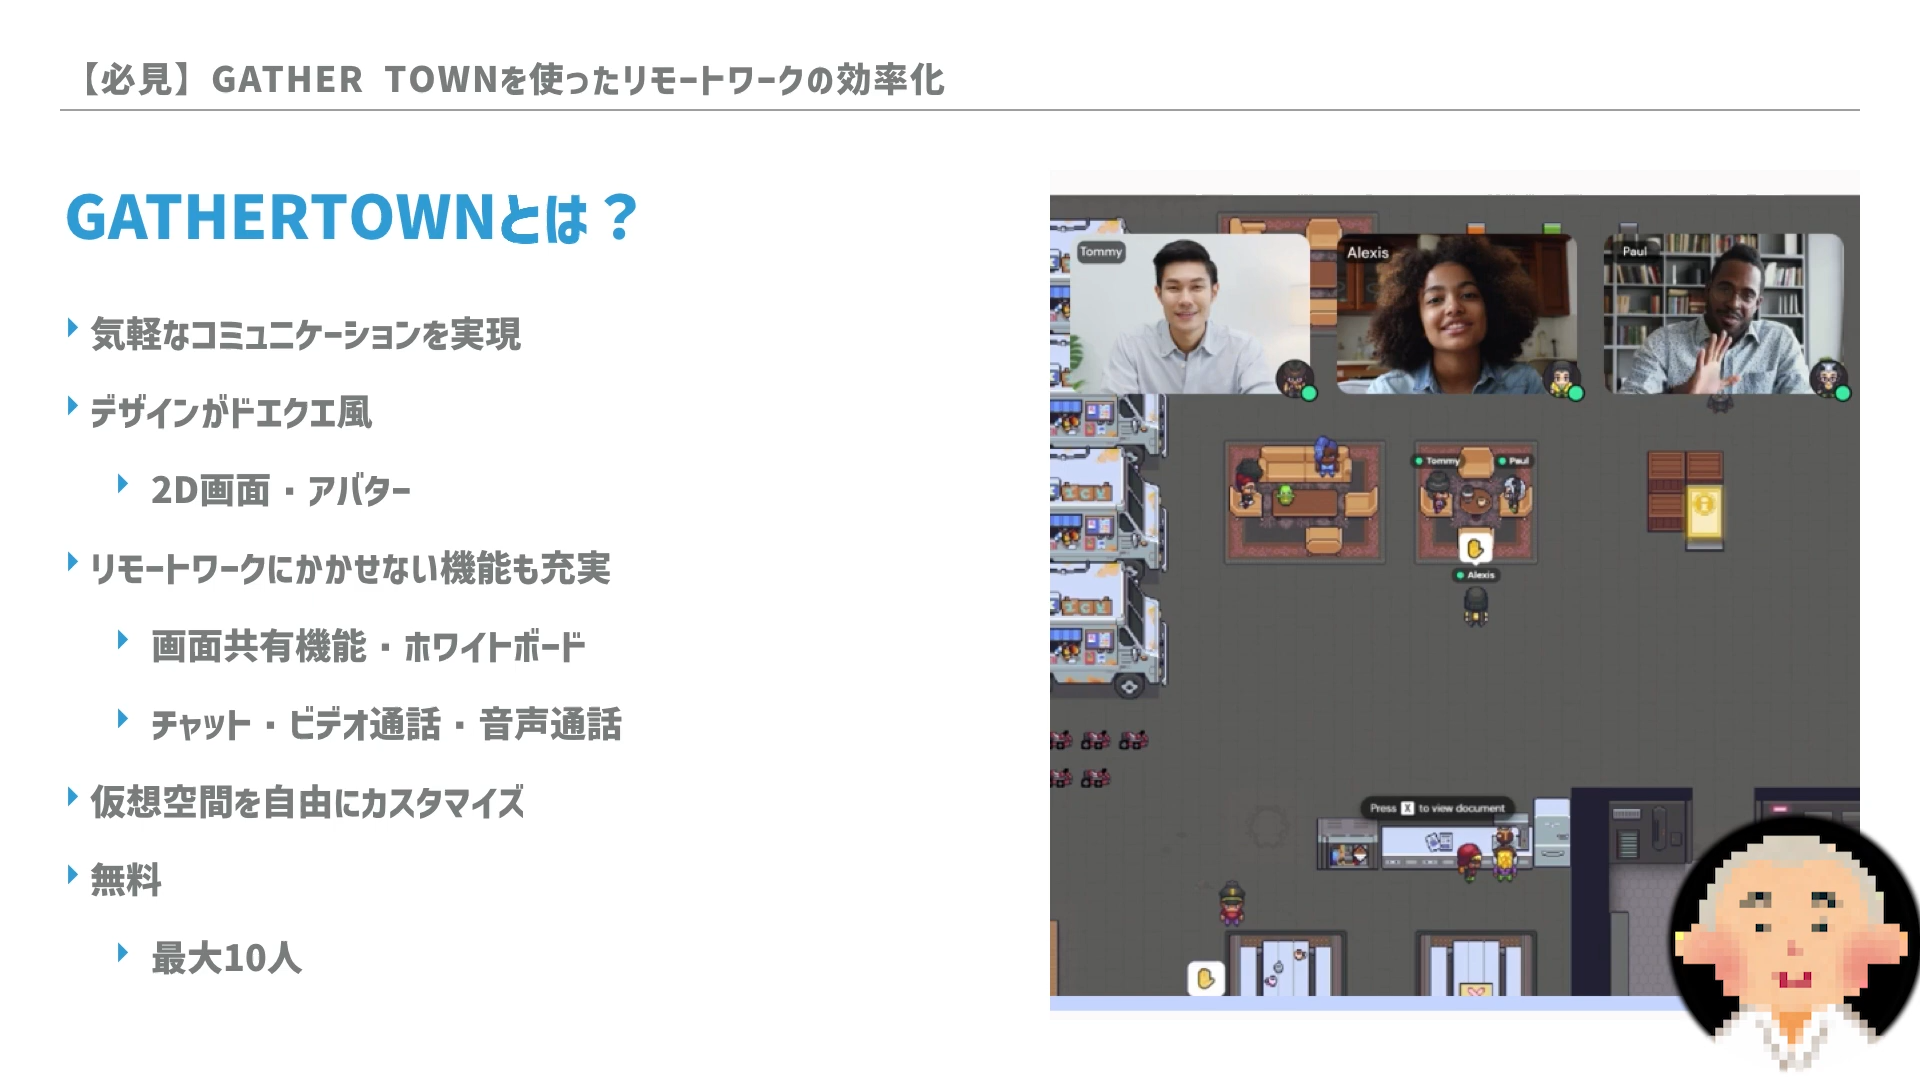 【必見】GATHER TOWNを使ったリモートワークの効率化
GATHERTOWNとは？
気軽なコミュニケーションを実現
デザインがドエクエ風
2D画面・アバター
リモートワークにかかせない機能も充実
画面共有機能・ホワイトボード
チャット・ビデオ通話・音声通話
仮想空間を自由にカスタマイズ
無料
最大10人
Tommy
Alexis
Paul
Tommy
Paul
Alexis
Press X to view document